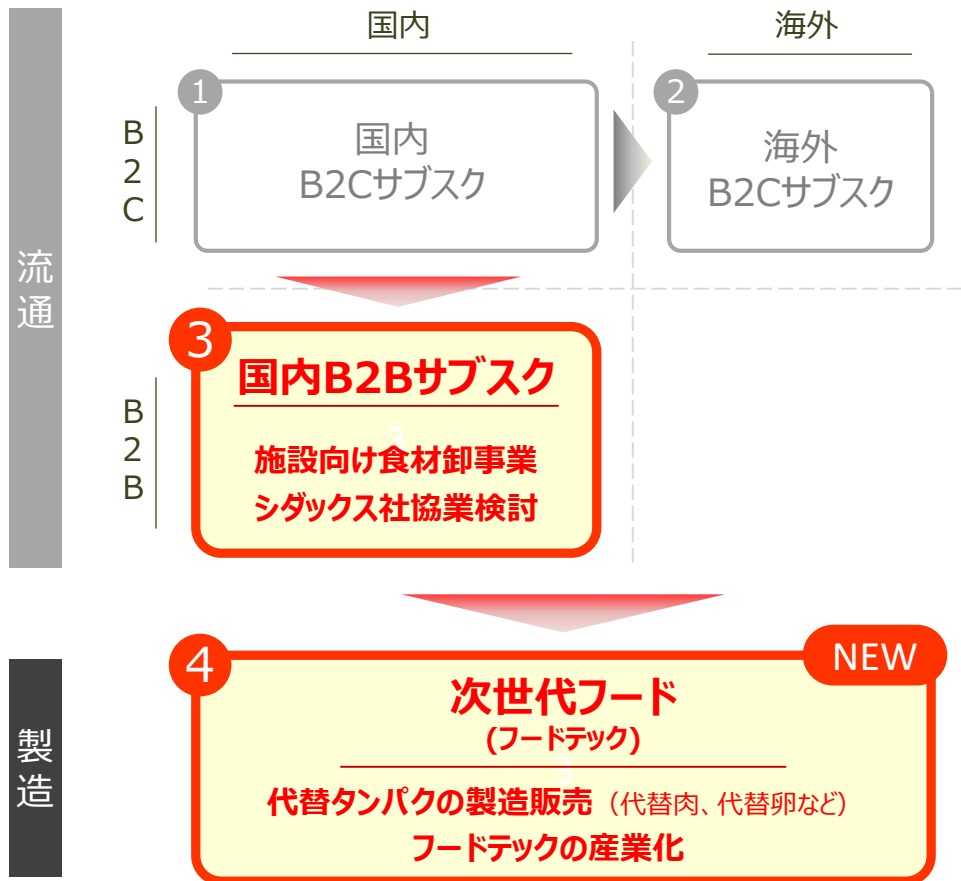 国内
海外
流通
B2C
1
国内
B2Cサブスク
2
海外
B2Cサブスク
B2B
3
国内B2Bサブスク
3
施設向け食材卸事業
シダックス社協業検討
製造
4
NEW
次世代フード
(フードテック)
3
代替タンパクの製造販売（代替肉、代替卵など）
フードテックの産業化